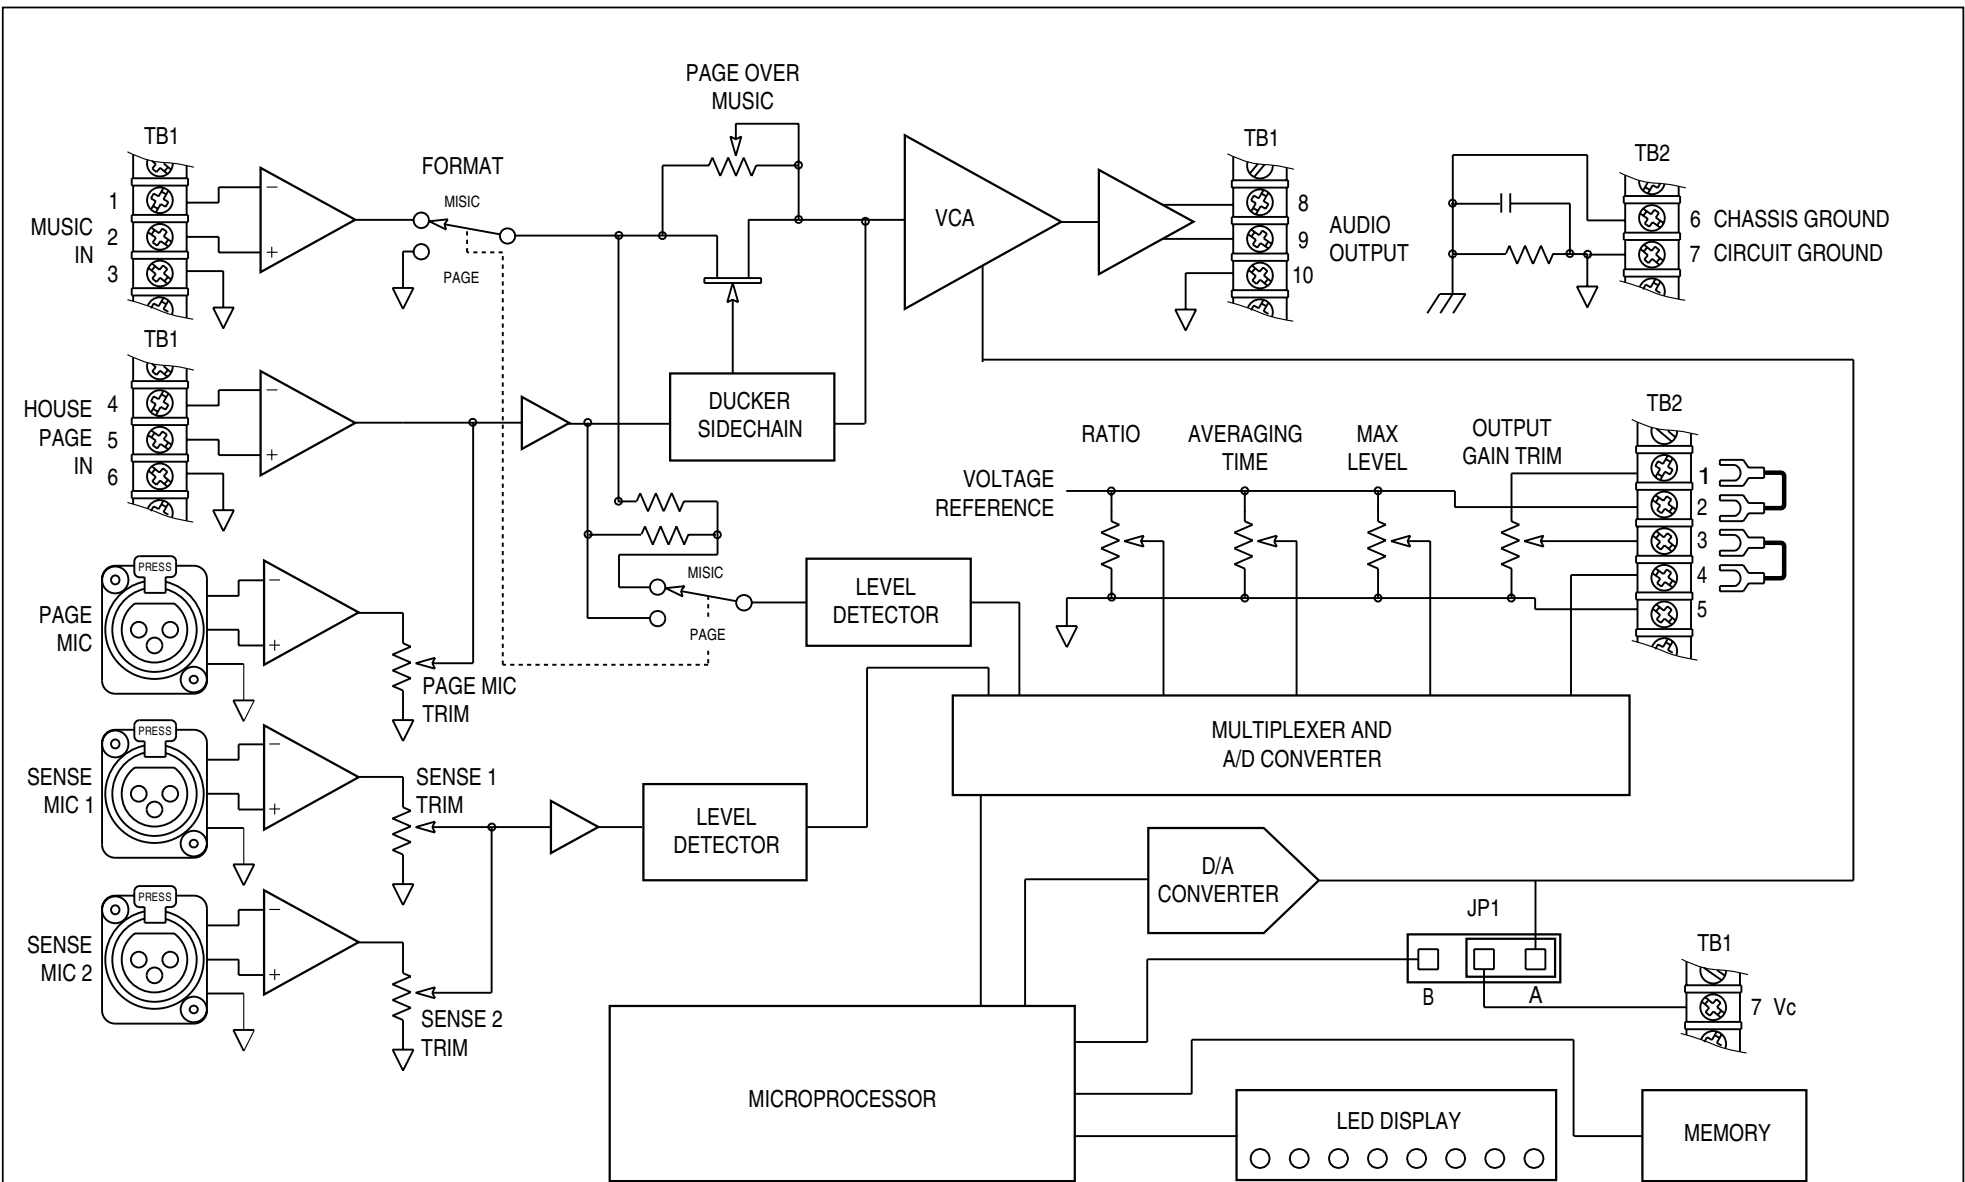 PAGE OVER
MUSIC
TB1
FORMAT
MISIC
PAGE
1
MUSIC
IN
2
3
−
+
VCA
TB1
8
9
10
AUDIO
OUTPUT
TB2
6 CHASSIS GROUND
7 CIRCUIT GROUND
TB1
HOUSE
PAGE
IN
4
5
6
−
+
DUCKER
SIDECHAIN
RATIO
AVERAGING
TIME
MAX
LEVEL
OUTPUT
GAIN TRIM
TB2
VOLTAGE
REFERENCE
1
2
3
4
5
PRESS
PAGE
MIC
−
+
PAGE MIC
TRIM
MISIC
PAGE
LEVEL
DETECTOR
MULTIPLEXER AND
A/D CONVERTER
PRESS
SENSE
MIC 1
−
+
SENSE 1
TRIM
LEVEL
DETECTOR
D/A
CONVERTER
PRESS
SENSE
MIC 2
−
+
SENSE 2
TRIM
JP1
B
A
TB1
7 Vc
MICROPROCESSOR
LED DISPLAY
MEMORY